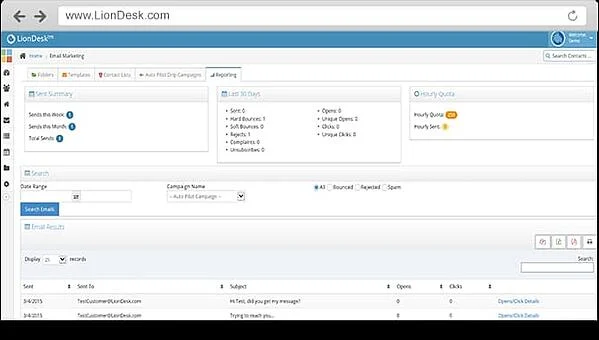 www.LionDesk.com
LionDesk
Welcome,
Demo
Home Email Marketing
Search Contacts...
Folders Templates Contact Lists Auto Pilot Drip Campaigns Reporting
Sent Summary
Sends this Week:
Sends this Month:
Total Sends:
Last 30 Days
Sent: 0
Hard Bounces: 1
Soft Bounces: 0
Rejects: 1
Complaints: 0
Unsubscribes: 0
Opens: 0
Unique Opens: 0
Clicks: 0
Unique Clicks: 0
Hourly Quota
Hourly Quota: 250
Hourly Sent: 0
Search
Date Range
Campaign Name
-- Auto Pilot Campaign --
All Bounced Rejected Spam
Search Emails
Email Results
Display 25 records
Search:
Sent Sent To Subject Opens Clicks
3/4/2015 TestCustomer@LionDesk.com Hi Test, did you get my message? 0 0 Opens/Click Details
3/4/2015 TestCustomer@LionDesk.com Trying to reach you... 0 0 Opens/Click Details